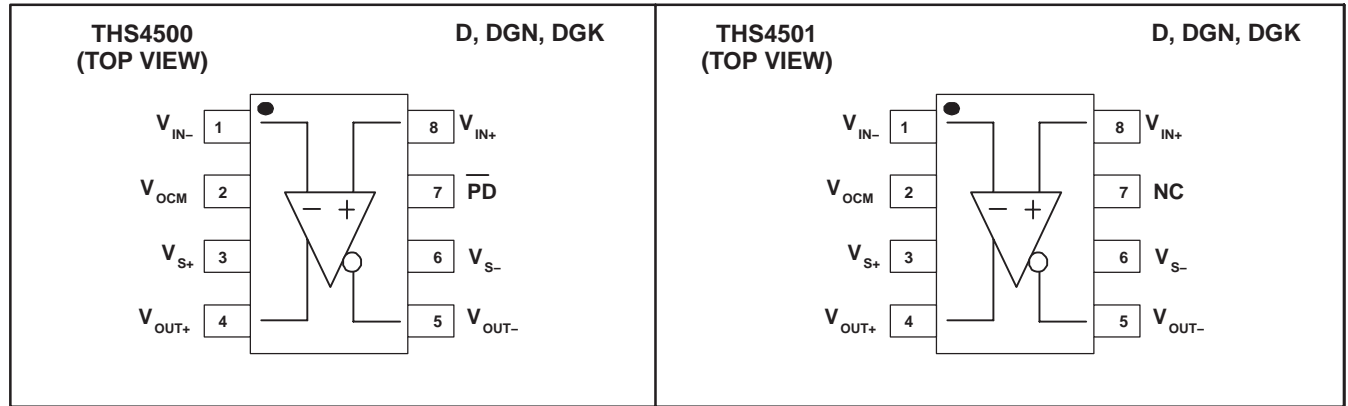 THS4500
(TOP VIEW)
D, DGN, DGK
V_IN–
1
8
V_IN+
V_OCM
2
7
P̅D̅
V_S+
3
6
V_S–
V_OUT+
4
5
V_OUT–
− +
THS4501
(TOP VIEW)
D, DGN, DGK
V_IN–
1
8
V_IN+
V_OCM
2
7
NC
V_S+
3
6
V_S–
V_OUT+
4
5
V_OUT–
− +